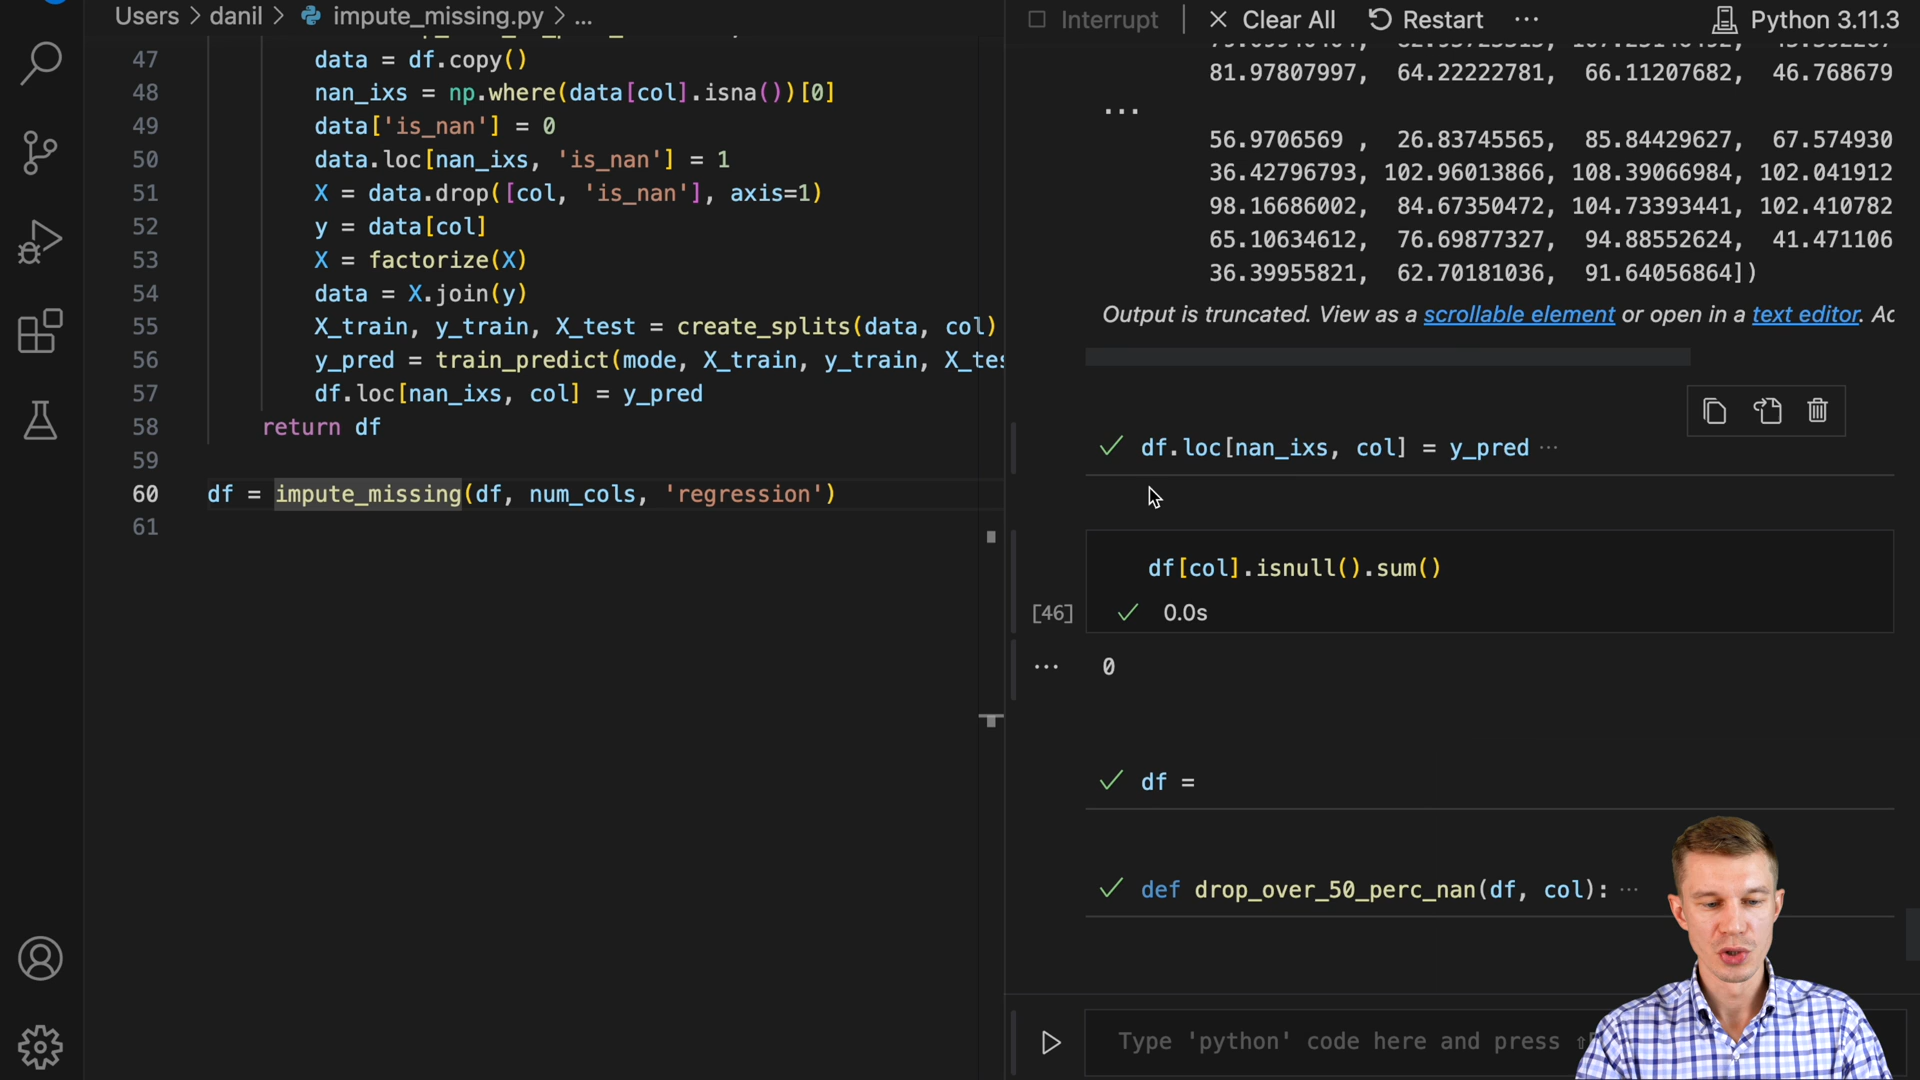 Users > danil > impute_missing.py > ...
47 data = df.copy()
48 nan_ixs = np.where(data[col].isna())[0]
49 data['is_nan'] = 0
50 data.loc[nan_ixs, 'is_nan'] = 1
51 X = data.drop([col, 'is_nan'], axis=1)
52 y = data[col]
53 X = factorize(X)
54 data = X.join(y)
55 X_train, y_train, X_test = create_splits(data, col)
56 y_pred = train_predict(mode, X_train, y_train, X_tes
57 df.loc[nan_ixs, col] = y_pred
58 return df
59
60 df = impute_missing(df, num_cols, 'regression')
61
Interrupt | Clear All Restart ... Python 3.11.3
81.97807997, 64.22222781, 66.11207682, 46.768679
...
56.9706569 , 26.83745565, 85.84429627, 67.574930
36.42796793, 102.96013866, 108.39066984, 102.041912
98.16686002, 84.67350472, 104.73393441, 102.410782
65.10634612, 76.69877327, 94.88552624, 41.471106
36.39955821, 62.70181036, 91.64056864])
Output is truncated. View as a scrollable element or open in a text editor. Ac
df.loc[nan_ixs, col] = y_pred ...
df[col].isnull().sum()
[46] 0.0s
... 0
df =
def drop_over_50_perc_nan(df, col): ...
Type 'python' code here and press